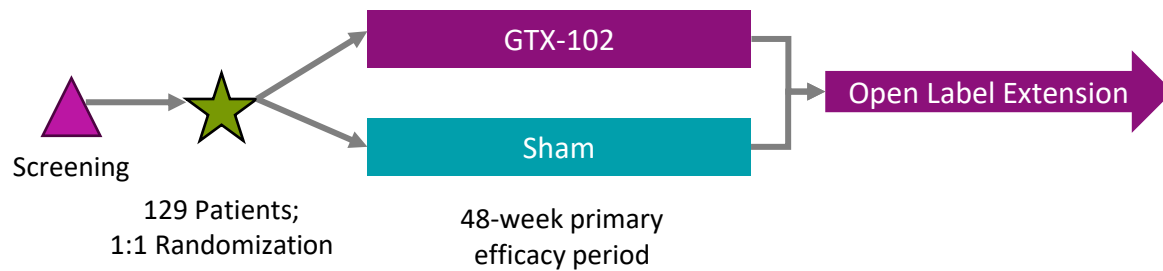 GTX-102
Open Label Extension
Sham
Screening
129 Patients;
1:1 Randomization
48-week primary
efficacy period